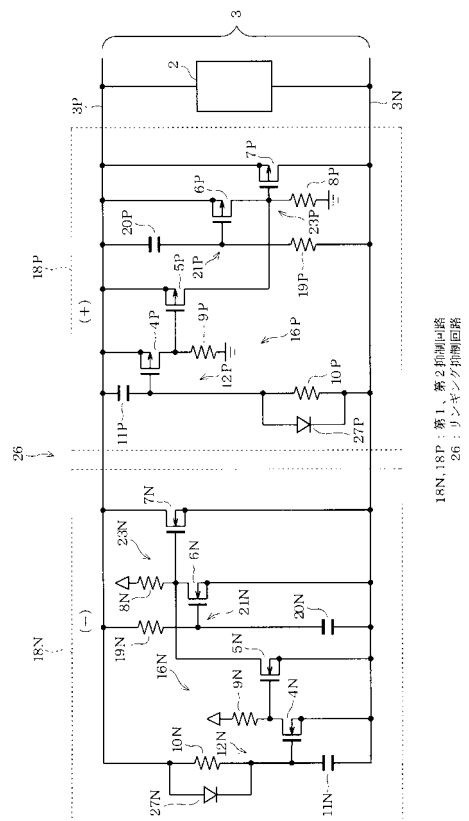 26
18N
18P
(−)
(+)
3P
3
2
3N
27N
10N
12N
11N
9N
4N
16N
5N
19N
21N
20N
8N
23N
6N
7N
11P
4P
12P
9P
27P
10P
5P
16P
20P
21P
6P
19P
7P
23P
8P
18N,18P : 第1、第2抑制回路
26 : リンギング抑制回路